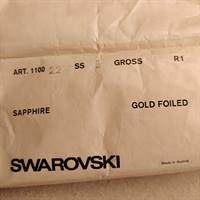 ART. 1100 22 SS GROSS R1
SAPPHIRE GOLD FOILED
SWAROVSKI
Made in Austria